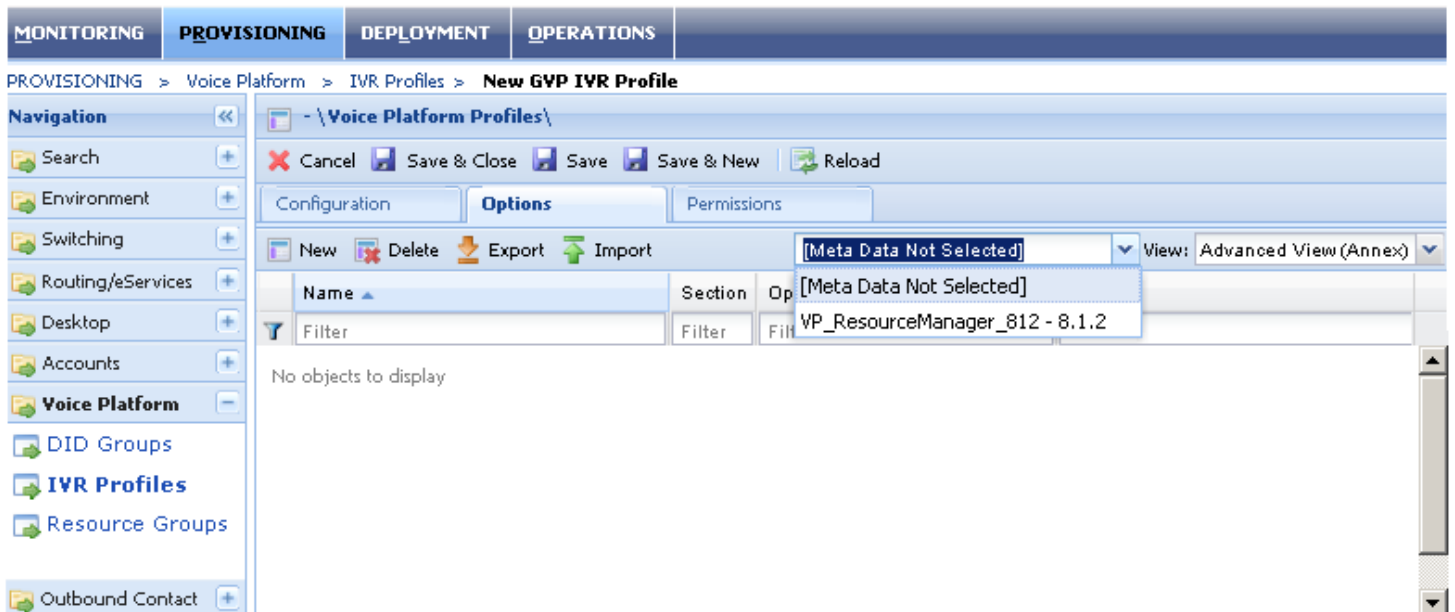 MONITORING PROVISIONING DEPLOYMENT OPERATIONS
PROVISIONING > Voice Platform > IVR Profiles > New GVP IVR Profile
Navigation
Search
Environment
Switching
Routing/eServices
Desktop
Accounts
Voice Platform
DID Groups
IVR Profiles
Resource Groups
Outbound Contact
- \Voice Platform Profiles\
Cancel Save & Close Save Save & New Reload
Configuration Options Permissions
New Delete Export Import [Meta Data Not Selected] View: Advanced View (Annex)
[Meta Data Not Selected]
VP_ResourceManager_812 - 8.1.2
Name Section Op
Filter Filter Filt
No objects to display